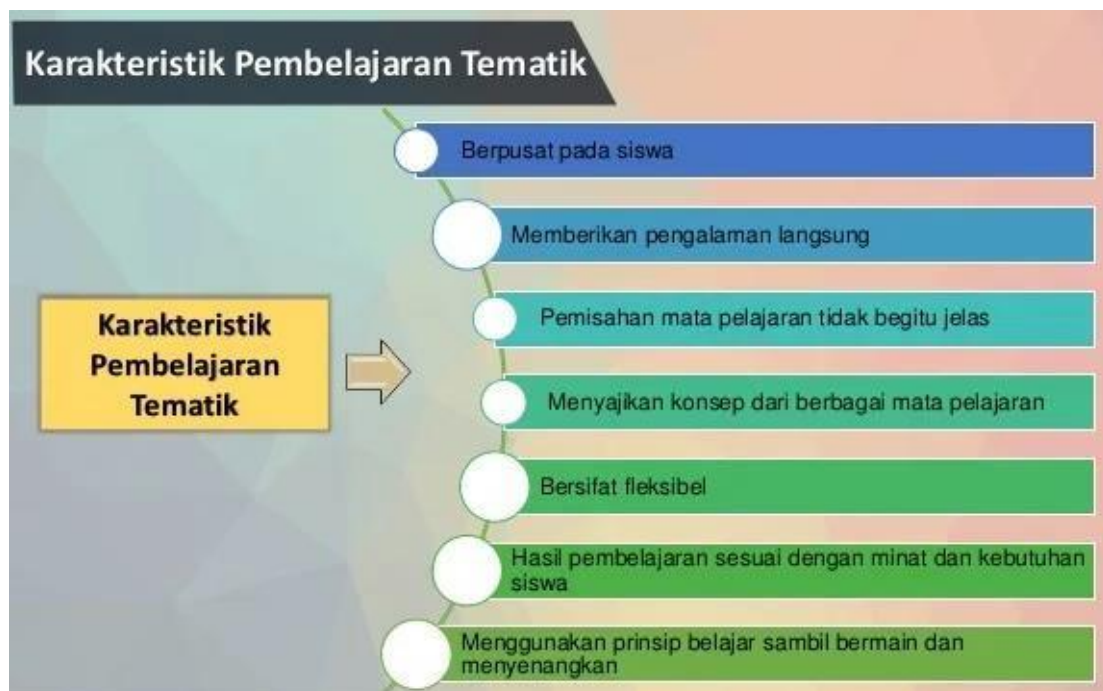 Karakteristik Pembelajaran Tematik
Berpusat pada siswa
Memberikan pengalaman langsung
Pemisahan mata pelajaran tidak begitu jelas
Karakteristik
Pembelajaran
Tematik
Menyajikan konsep dari berbagai mata pelajaran
Bersifat fleksibel
Hasil pembelajaran sesuai dengan minat dan kebutuhan
siswa
Menggunakan prinsip belajar sambil bermain dan
menyenangkan